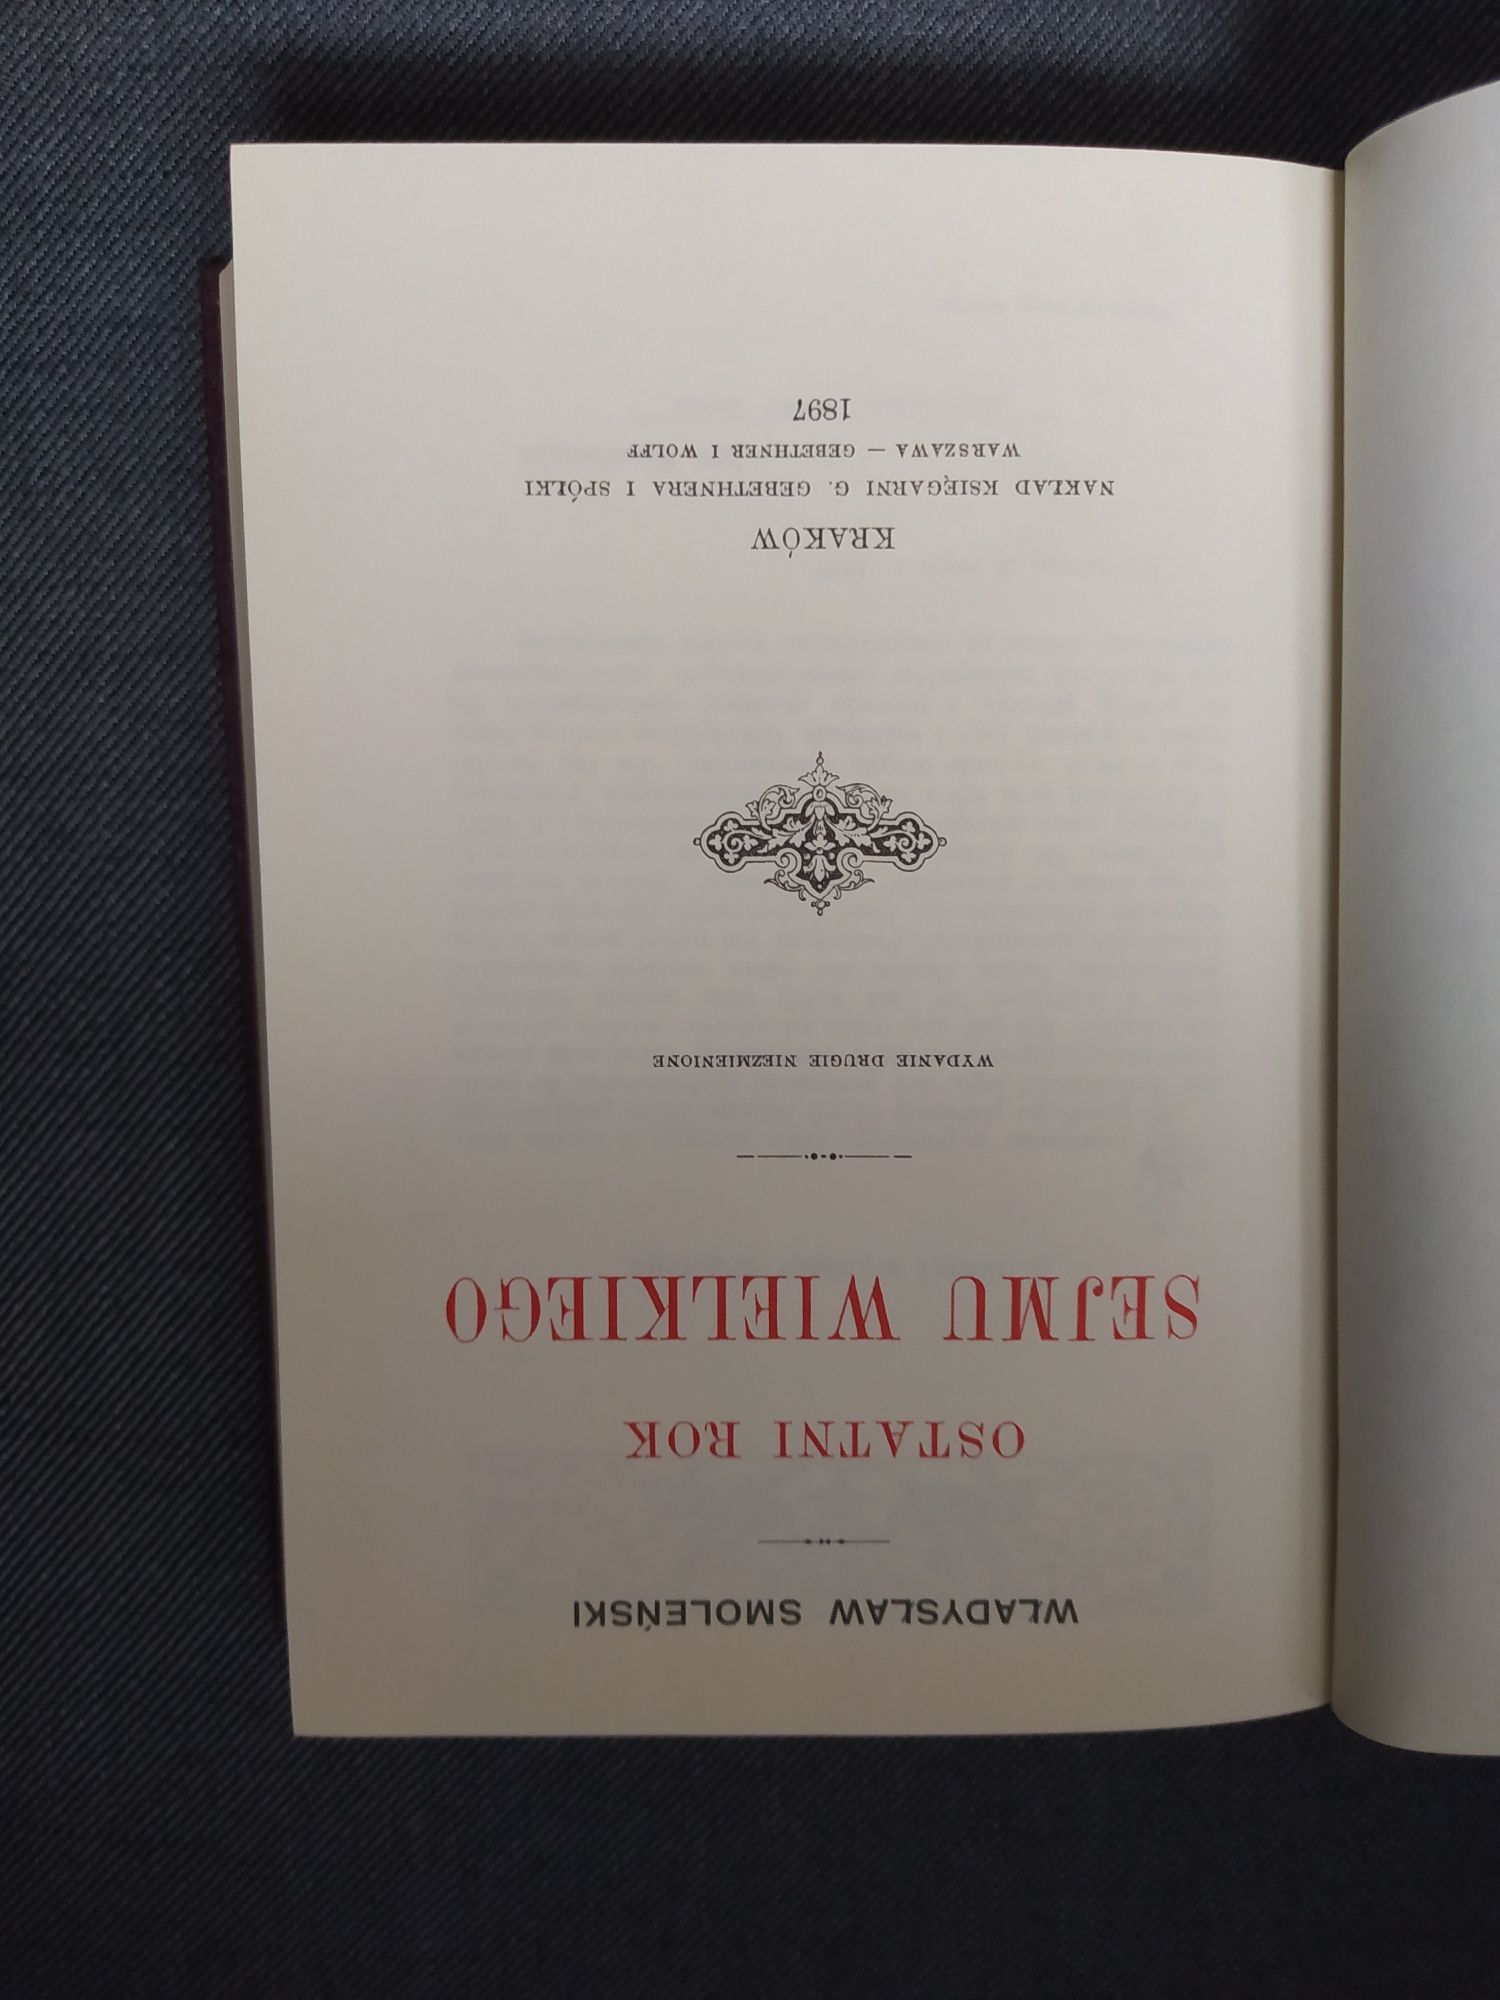 WŁADYSŁAW SMOLEŃSKI
OSTATNI ROK
SEJMU WIELKIEGO
WYDANIE DRUGIE NIEZMIENIONE
KRAKÓW
NAKŁAD KSIĘGARNI G. GEBETHNERA I SPÓŁKI
WARSZAWA — GEBETHNER I WOLFF
1897